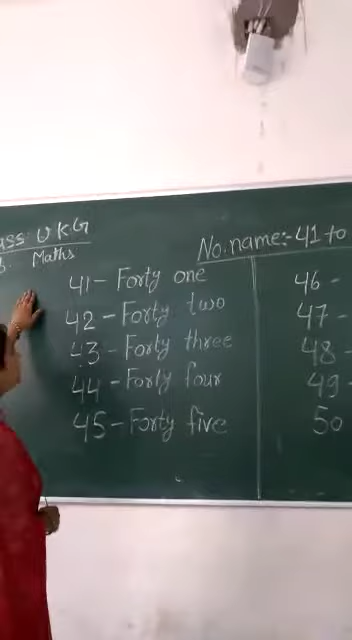 ass: UKG
Maths
No. name:- 41 to
41 - Forty one
42 - Forty two
43 - Forty three
44 - Forty four
45 - Forty five
46 -
47 -
48 -
49 -
50